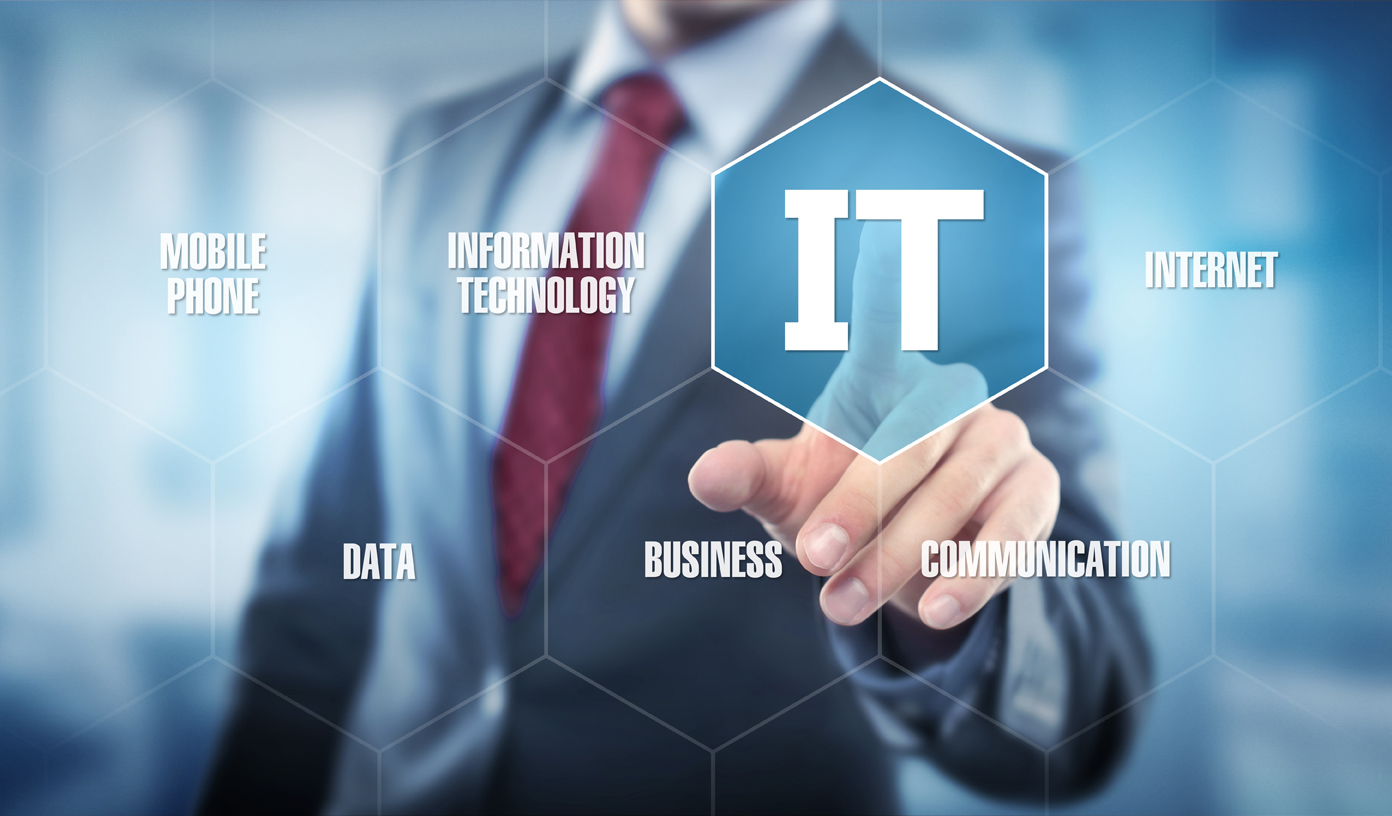 MOBILE
PHONE
INFORMATION
TECHNOLOGY
IT
INTERNET
DATA
BUSINESS
COMMUNICATION